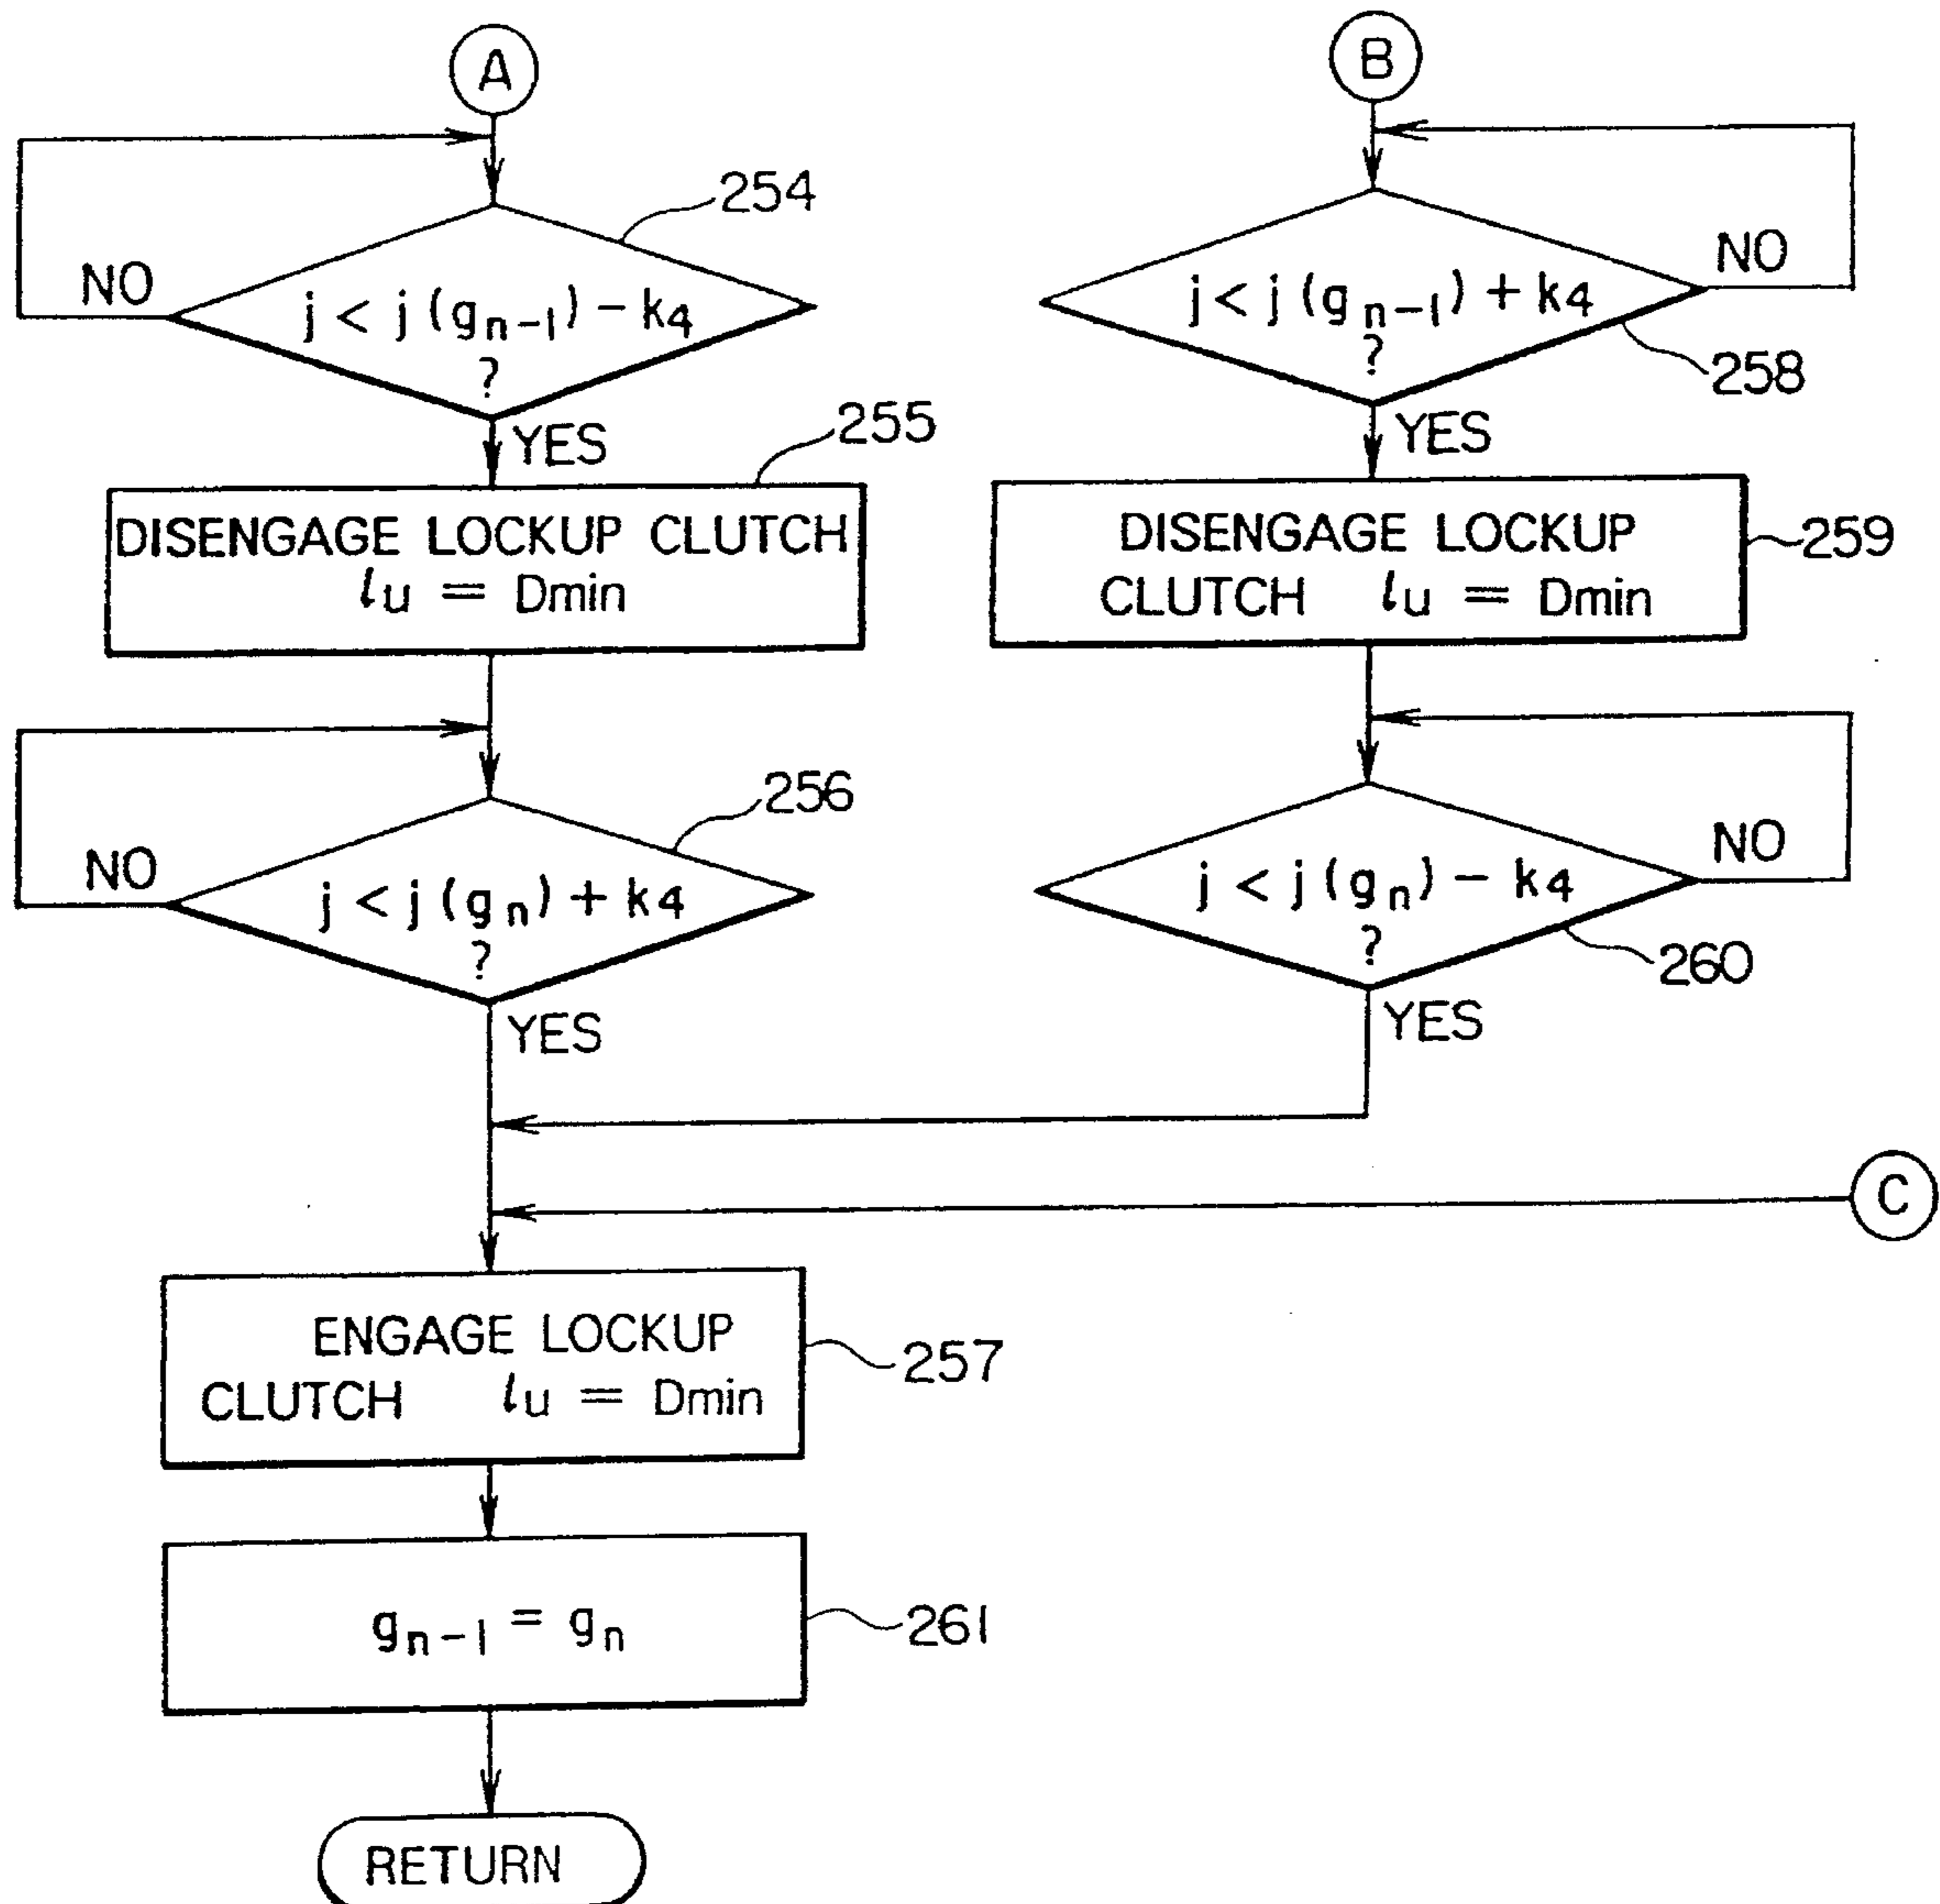 A
254
NO
j < j (gn-1) - k4
?
YES
255
DISENGAGE LOCKUP CLUTCH
lu = Dmin
256
NO
j < j (gn) + k4
?
YES
B
NO
j < j (gn-1) + k4
?
258
YES
DISENGAGE LOCKUP
CLUTCH lu = Dmin
259
NO
j < j (gn) - k4
?
260
YES
C
ENGAGE LOCKUP
CLUTCH lu = Dmin
257
gn-1 = gn
261
RETURN